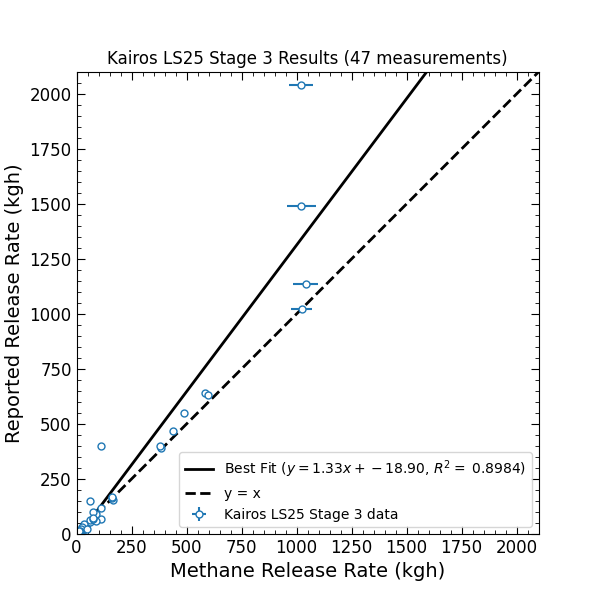 Kairos LS25 Stage 3 Results (47 measurements)
Reported Release Rate (kgh)
2000
1750
1500
1250
1000
750
500
250
0
Best Fit (y = 1.33x + −18.90, R² = 0.8984)
y = x
Kairos LS25 Stage 3 data
0 250 500 750 1000 1250 1500 1750 2000
Methane Release Rate (kgh)